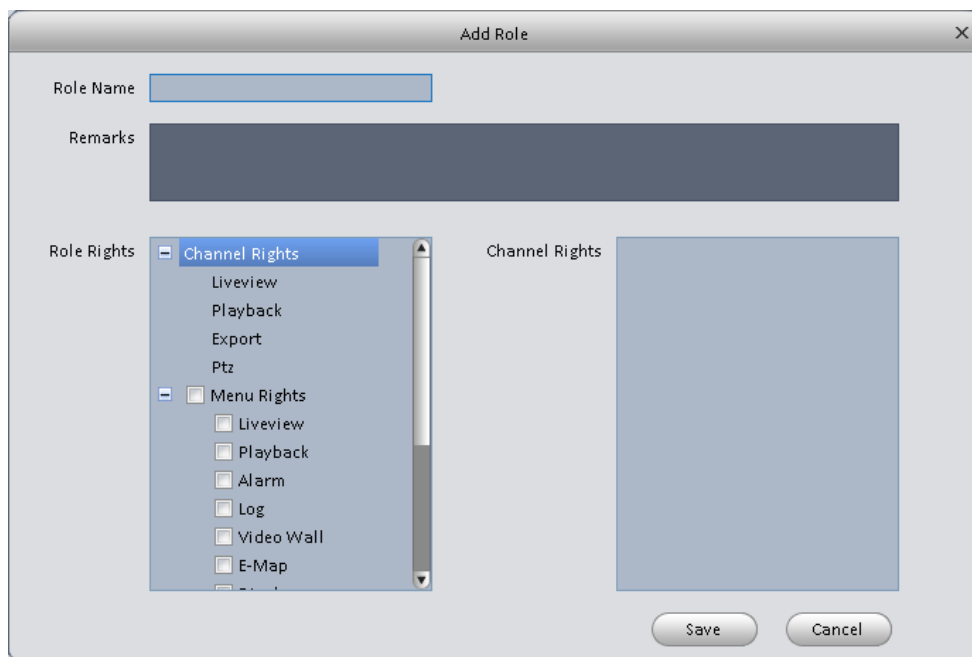 Add Role
Role Name
Remarks
Role Rights
Channel Rights
Liveview
Playback
Export
Ptz
Menu Rights
Liveview
Playback
Alarm
Log
Video Wall
E-Map
Channel Rights
Save
Cancel